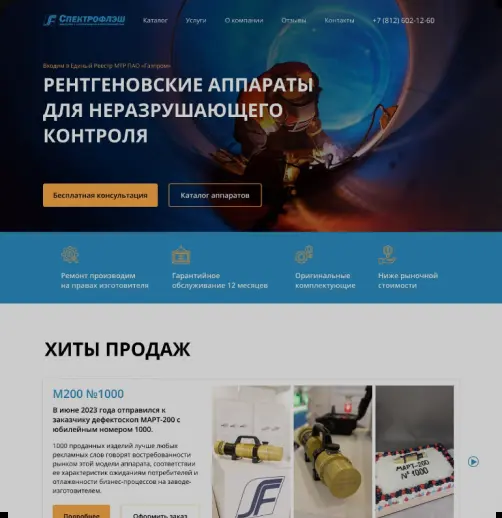 СПЕКТРОФЛЭШ
Каталог Услуги О компании Отзывы Контакты +7 (812) 602-12-60
Входим в Единый Реестр МТР ПАО «Газпром»
РЕНТГЕНОВСКИЕ АППАРАТЫ
ДЛЯ НЕРАЗРУШАЮЩЕГО
КОНТРОЛЯ
Бесплатная консультация Каталог аппаратов
Ремонт производим
на правах изготовителя
Гарантийное
обслуживание 12 месяцев
Оригинальные
комплектующие
Ниже рыночной
стоимости
ХИТЫ ПРОДАЖ
М200 №1000
В июне 2023 года отправился к
заказчику дефектоскоп МАРТ-200 с
юбилейным номером 1000.
1000 проданных изделий лучше любых
рекламных слов говорят востребованности
рынком этой модели аппарата, соответствии
ее характеристик ожиданиям потребителей и
отлаженности бизнес-процессов на заводе-
изготовителем.
Подробнее Оформить заказ
МАРТ-200
№ 1000